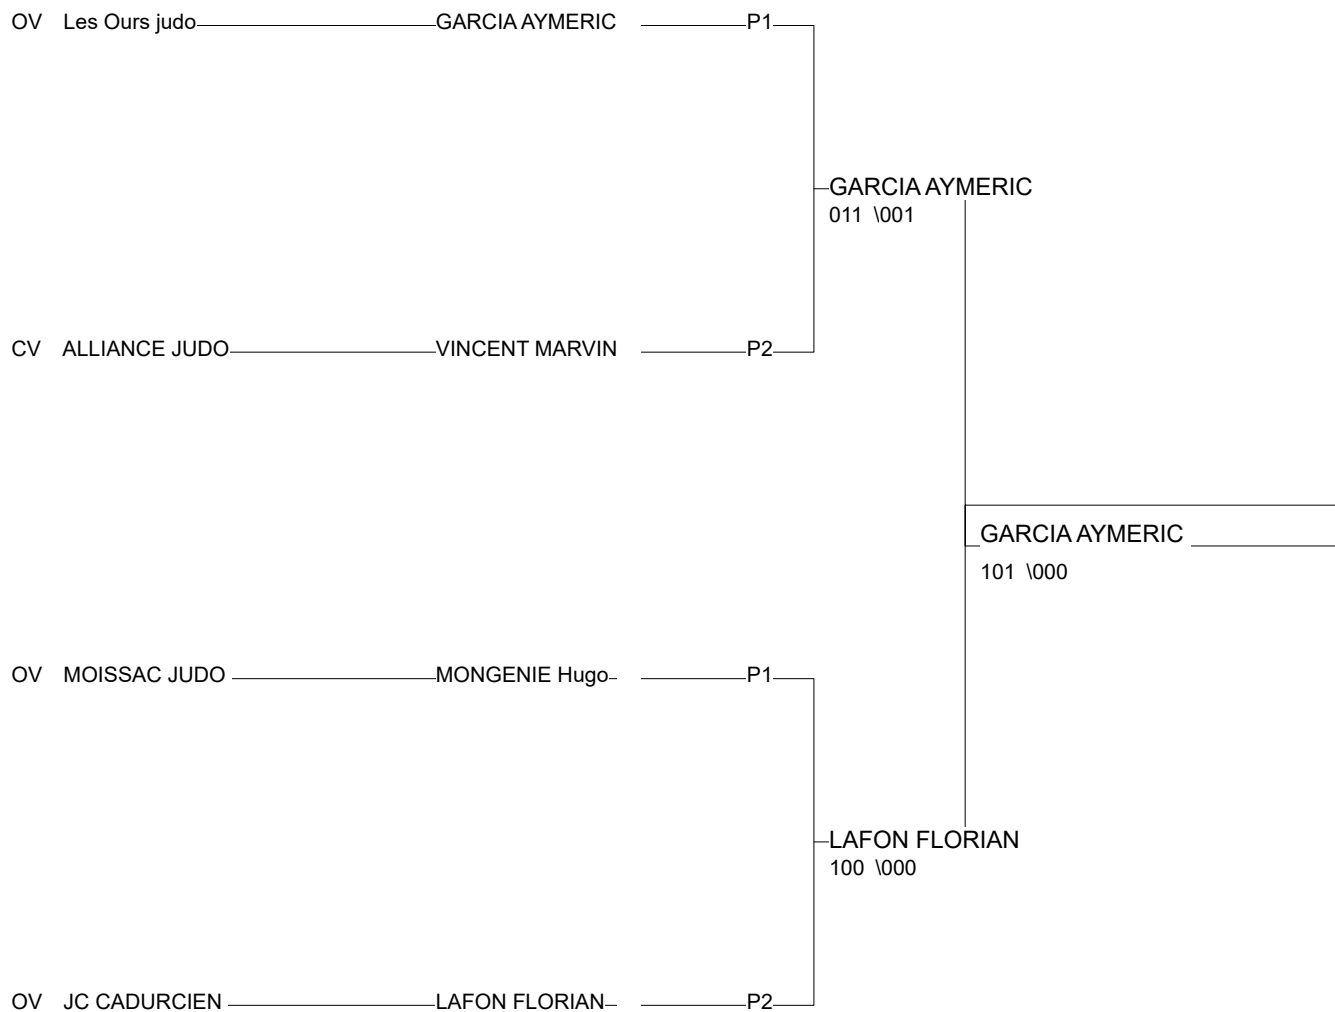 OV Les Ours judo GARCIA AYMERIC P1
GARCIA AYMERIC
011 \001
CV ALLIANCE JUDO VINCENT MARVIN P2
GARCIA AYMERIC
101 \000
OV MOISSAC JUDO MONGENIE Hugo P1
LAFON FLORIAN
100 \000
OV JC CADURCIEN LAFON FLORIAN P2